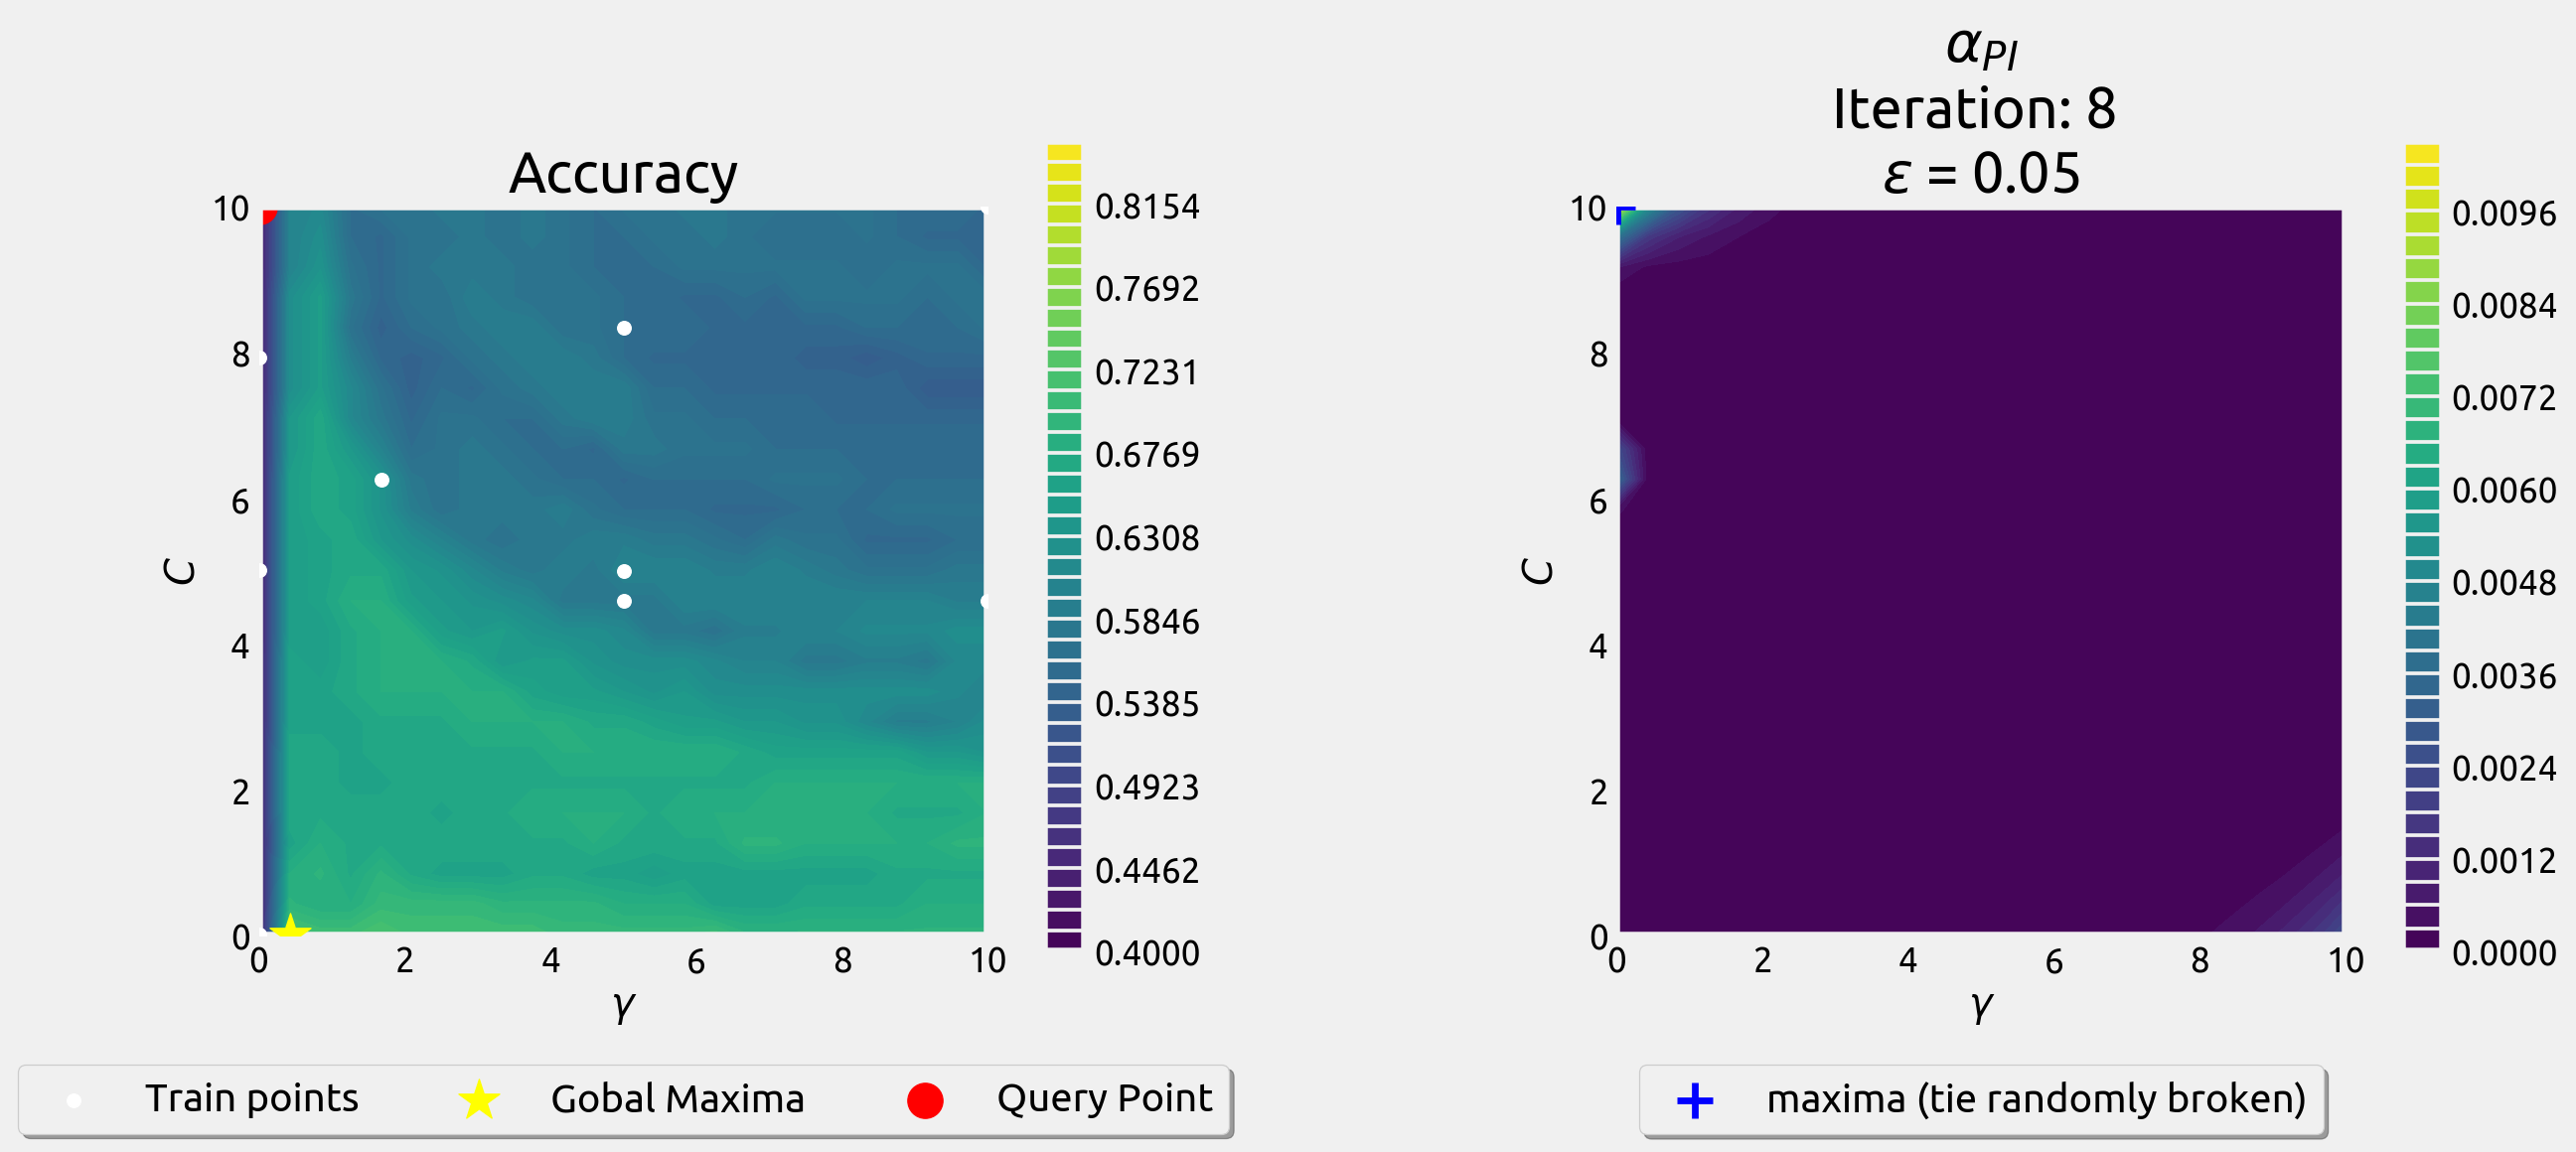 Accuracy
10
8
6
4
2
0
C
0 2 4 6 8 10
γ
0.8154
0.7692
0.7231
0.6769
0.6308
0.5846
0.5385
0.4923
0.4462
0.4000
Train points
Gobal Maxima
Query Point
α_PI
Iteration: 8
ε = 0.05
10
8
6
4
2
0
C
0 2 4 6 8 10
γ
0.0096
0.0084
0.0072
0.0060
0.0048
0.0036
0.0024
0.0012
0.0000
maxima (tie randomly broken)